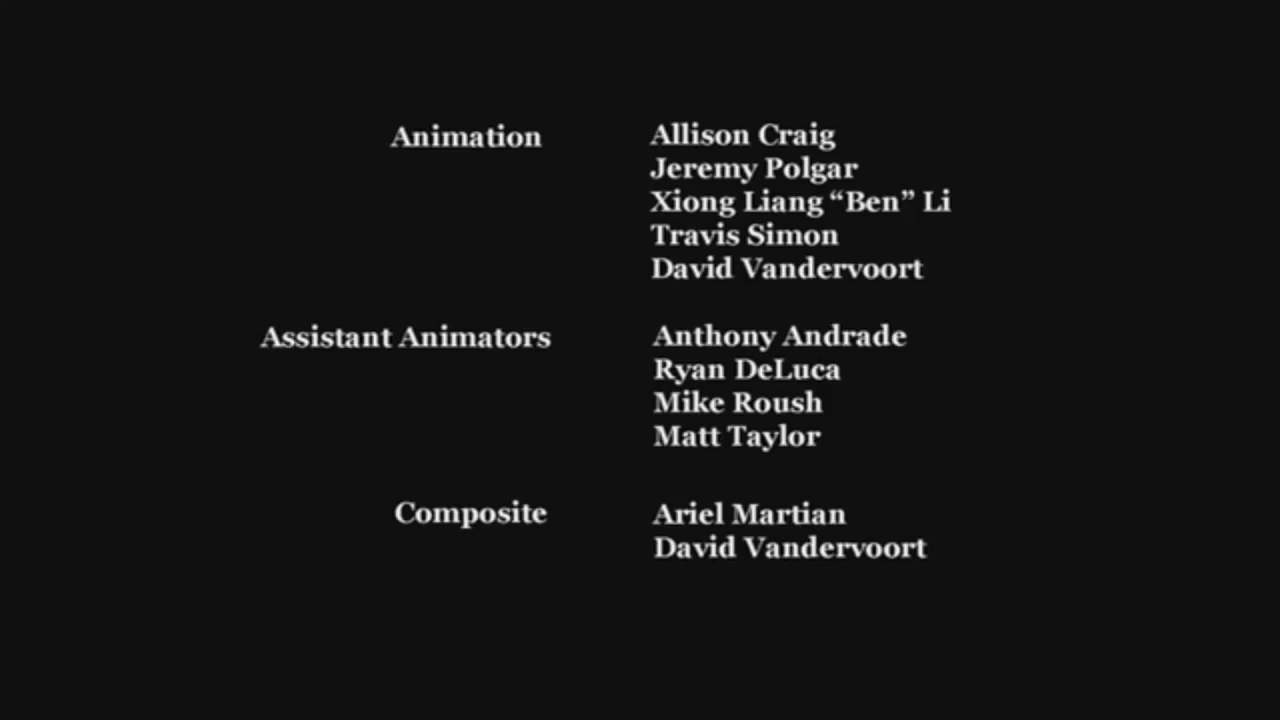 Animation Allison Craig
Jeremy Polgar
Xiong Liang “Ben” Li
Travis Simon
David Vandervoort
Assistant Animators Anthony Andrade
Ryan DeLuca
Mike Roush
Matt Taylor
Composite Ariel Martian
David Vandervoort